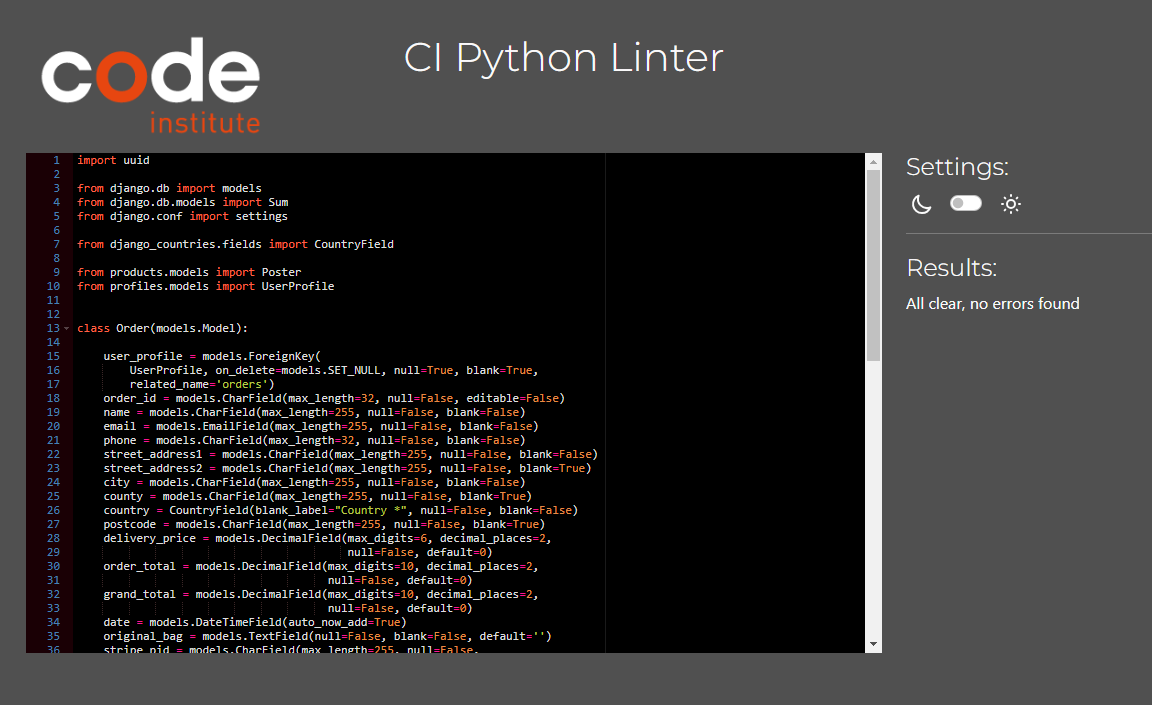 code
institute
CI Python Linter
1 import uuid
2
3 from django.db import models
4 from django.db.models import Sum
5 from django.conf import settings
6
7 from django_countries.fields import CountryField
8
9 from products.models import Poster
10 from profiles.models import UserProfile
11
12
13 class Order(models.Model):
14
15     user_profile = models.ForeignKey(
16         UserProfile, on_delete=models.SET_NULL, null=True, blank=True,
17         related_name='orders')
18     order_id = models.CharField(max_length=32, null=False, editable=False)
19     name = models.CharField(max_length=255, null=False, blank=False)
20     email = models.EmailField(max_length=255, null=False, blank=False)
21     phone = models.CharField(max_length=32, null=False, blank=False)
22     street_address1 = models.CharField(max_length=255, null=False, blank=False)
23     street_address2 = models.CharField(max_length=255, null=False, blank=True)
24     city = models.CharField(max_length=255, null=False, blank=False)
25     county = models.CharField(max_length=255, null=False, blank=True)
26     country = CountryField(blank_label="Country *", null=False, blank=False)
27     postcode = models.CharField(max_length=255, null=False, blank=True)
28     delivery_price = models.DecimalField(max_digits=6, decimal_places=2,
29                                          null=False, default=0)
30     order_total = models.DecimalField(max_digits=10, decimal_places=2,
31                                       null=False, default=0)
32     grand_total = models.DecimalField(max_digits=10, decimal_places=2,
33                                       null=False, default=0)
34     date = models.DateTimeField(auto_now_add=True)
35     original_bag = models.TextField(null=False, blank=False, default='')
36     stripe_pid = models.CharField(max_length=255, null=False,
Settings:
Results:
All clear, no errors found